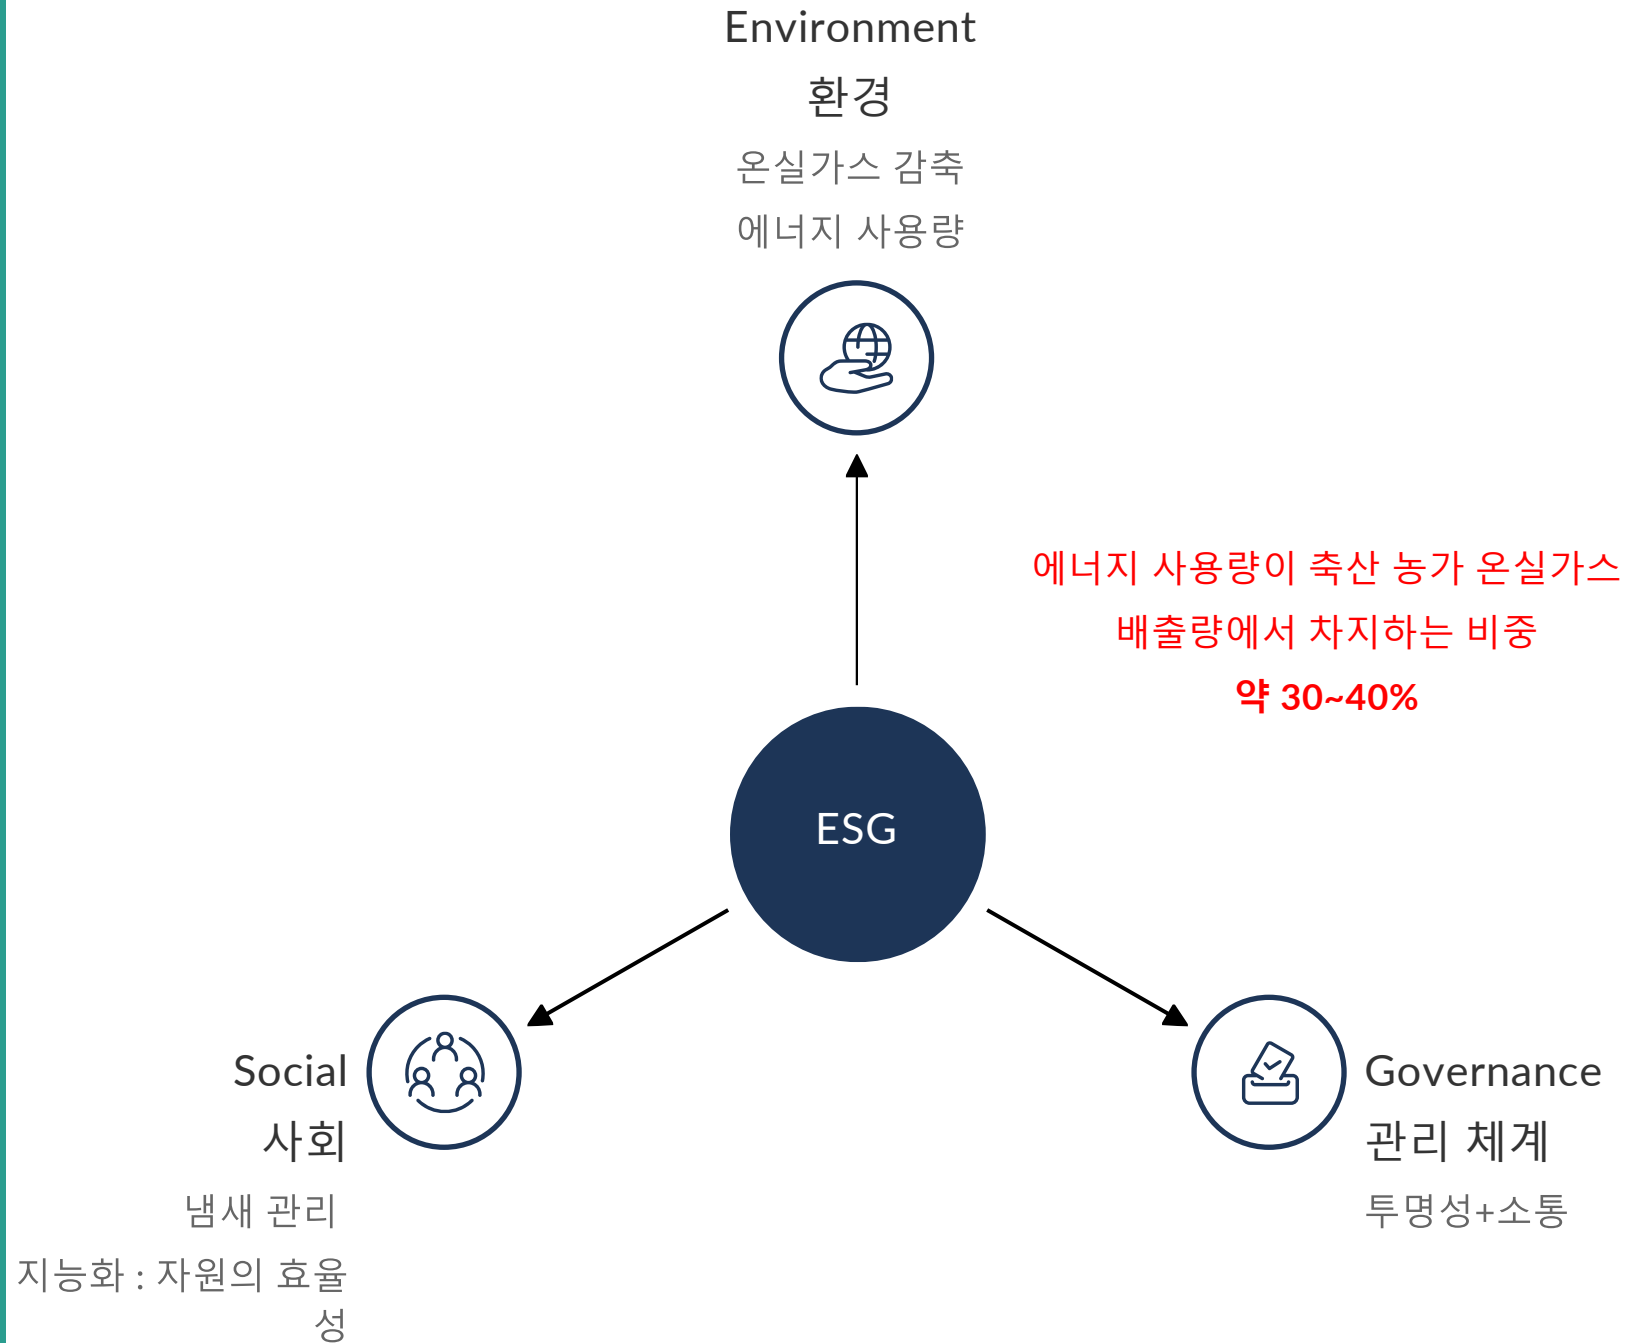 Environment
환경
온실가스 감축
에너지 사용량
에너지 사용량이 축산 농가 온실가스
배출량에서 차지하는 비중
약 30~40%
ESG
Social
사회
냄새 관리
지능화 : 자원의 효율
성
Governance
관리 체계
투명성+소통